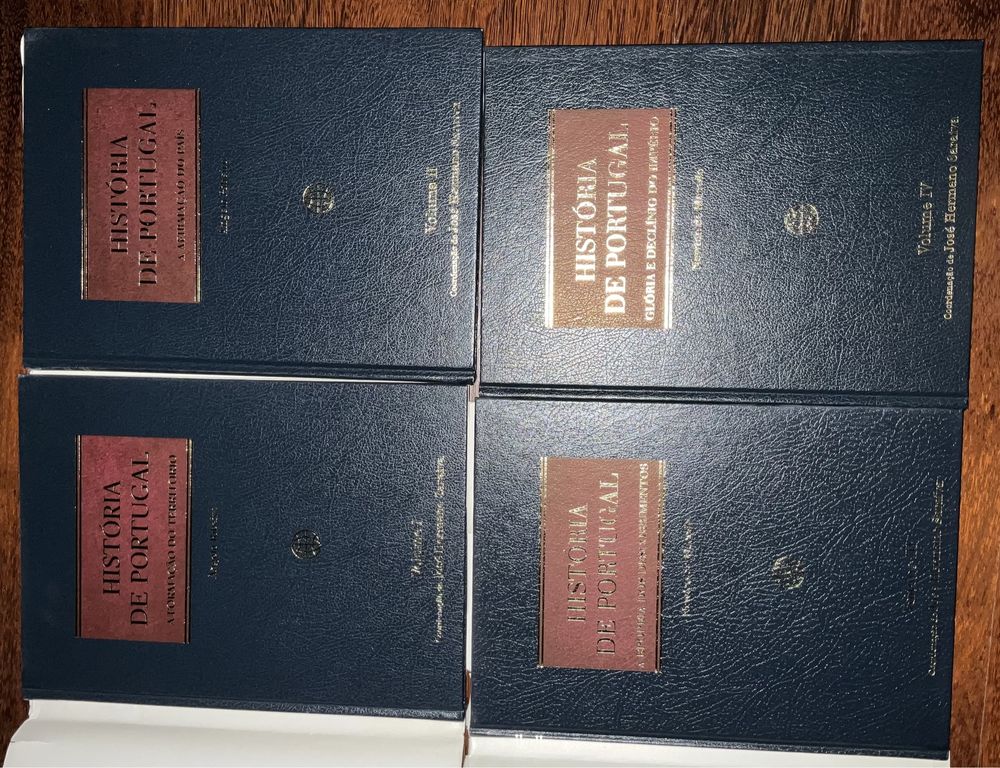 HISTÓRIA
DE PORTUGAL
A FORMAÇÃO DO TERRITÓRIO
Volume I
Coordenação de José Hermano Saraiva
HISTÓRIA
DE PORTUGAL
A AFIRMAÇÃO DO PAÍS
Volume II
Coordenação de José Hermano Saraiva
HISTÓRIA
DE PORTUGAL
A EPOPEIA DOS DESCOBRIMENTOS
HISTÓRIA
DE PORTUGAL
GLÓRIA E DECLÍNIO DO IMPÉRIO
Volume IV
Coordenação de José Hermano Saraiva